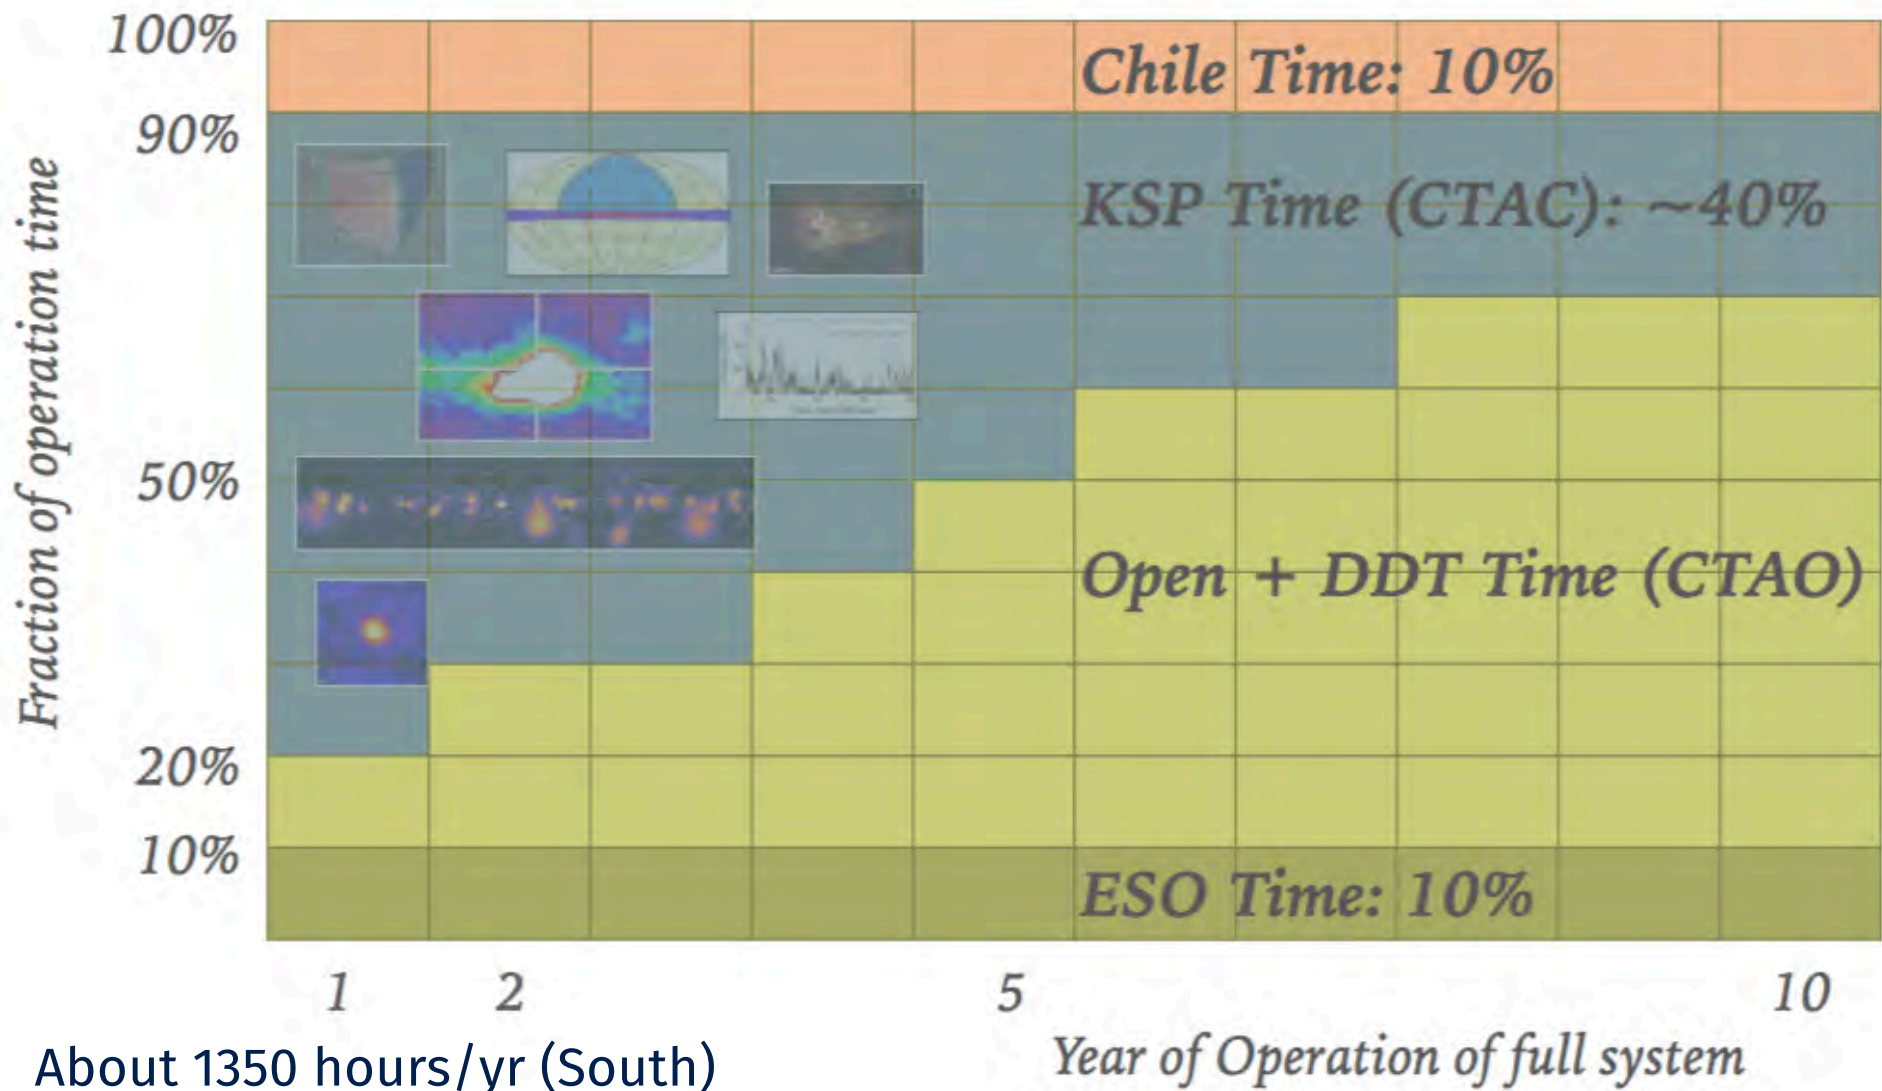 100%
Chile Time: 10%
90%
KSP Time (CTAC): ~40%
Fraction of operation time
50%
Open + DDT Time (CTAO)
20%
10%
ESO Time: 10%
1 2 5 10
Year of Operation of full system
About 1350 hours/yr (South)